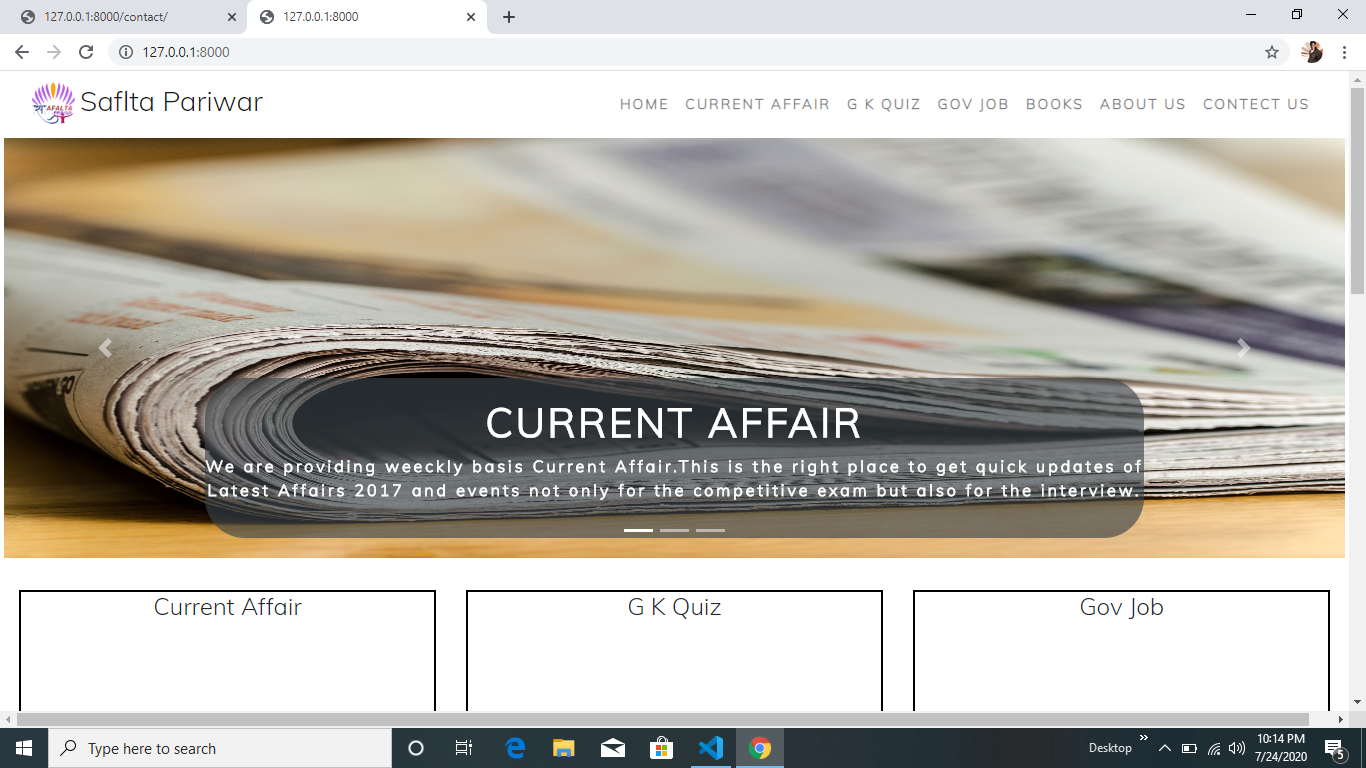 127.0.0.1:8000/contact/
127.0.0.1:8000
127.0.0.1:8000
AFALTA
Saflta Pariwar
HOME CURRENT AFFAIR G K QUIZ GOV JOB BOOKS ABOUT US CONTECT US
CURRENT AFFAIR
We are providing weeckly basis Current Affair.This is the right place to get quick updates of
Latest Affairs 2017 and events not only for the competitive exam but also for the interview.
Current Affair
G K Quiz
Gov Job
Type here to search
Desktop
10:14 PM
7/24/2020
5